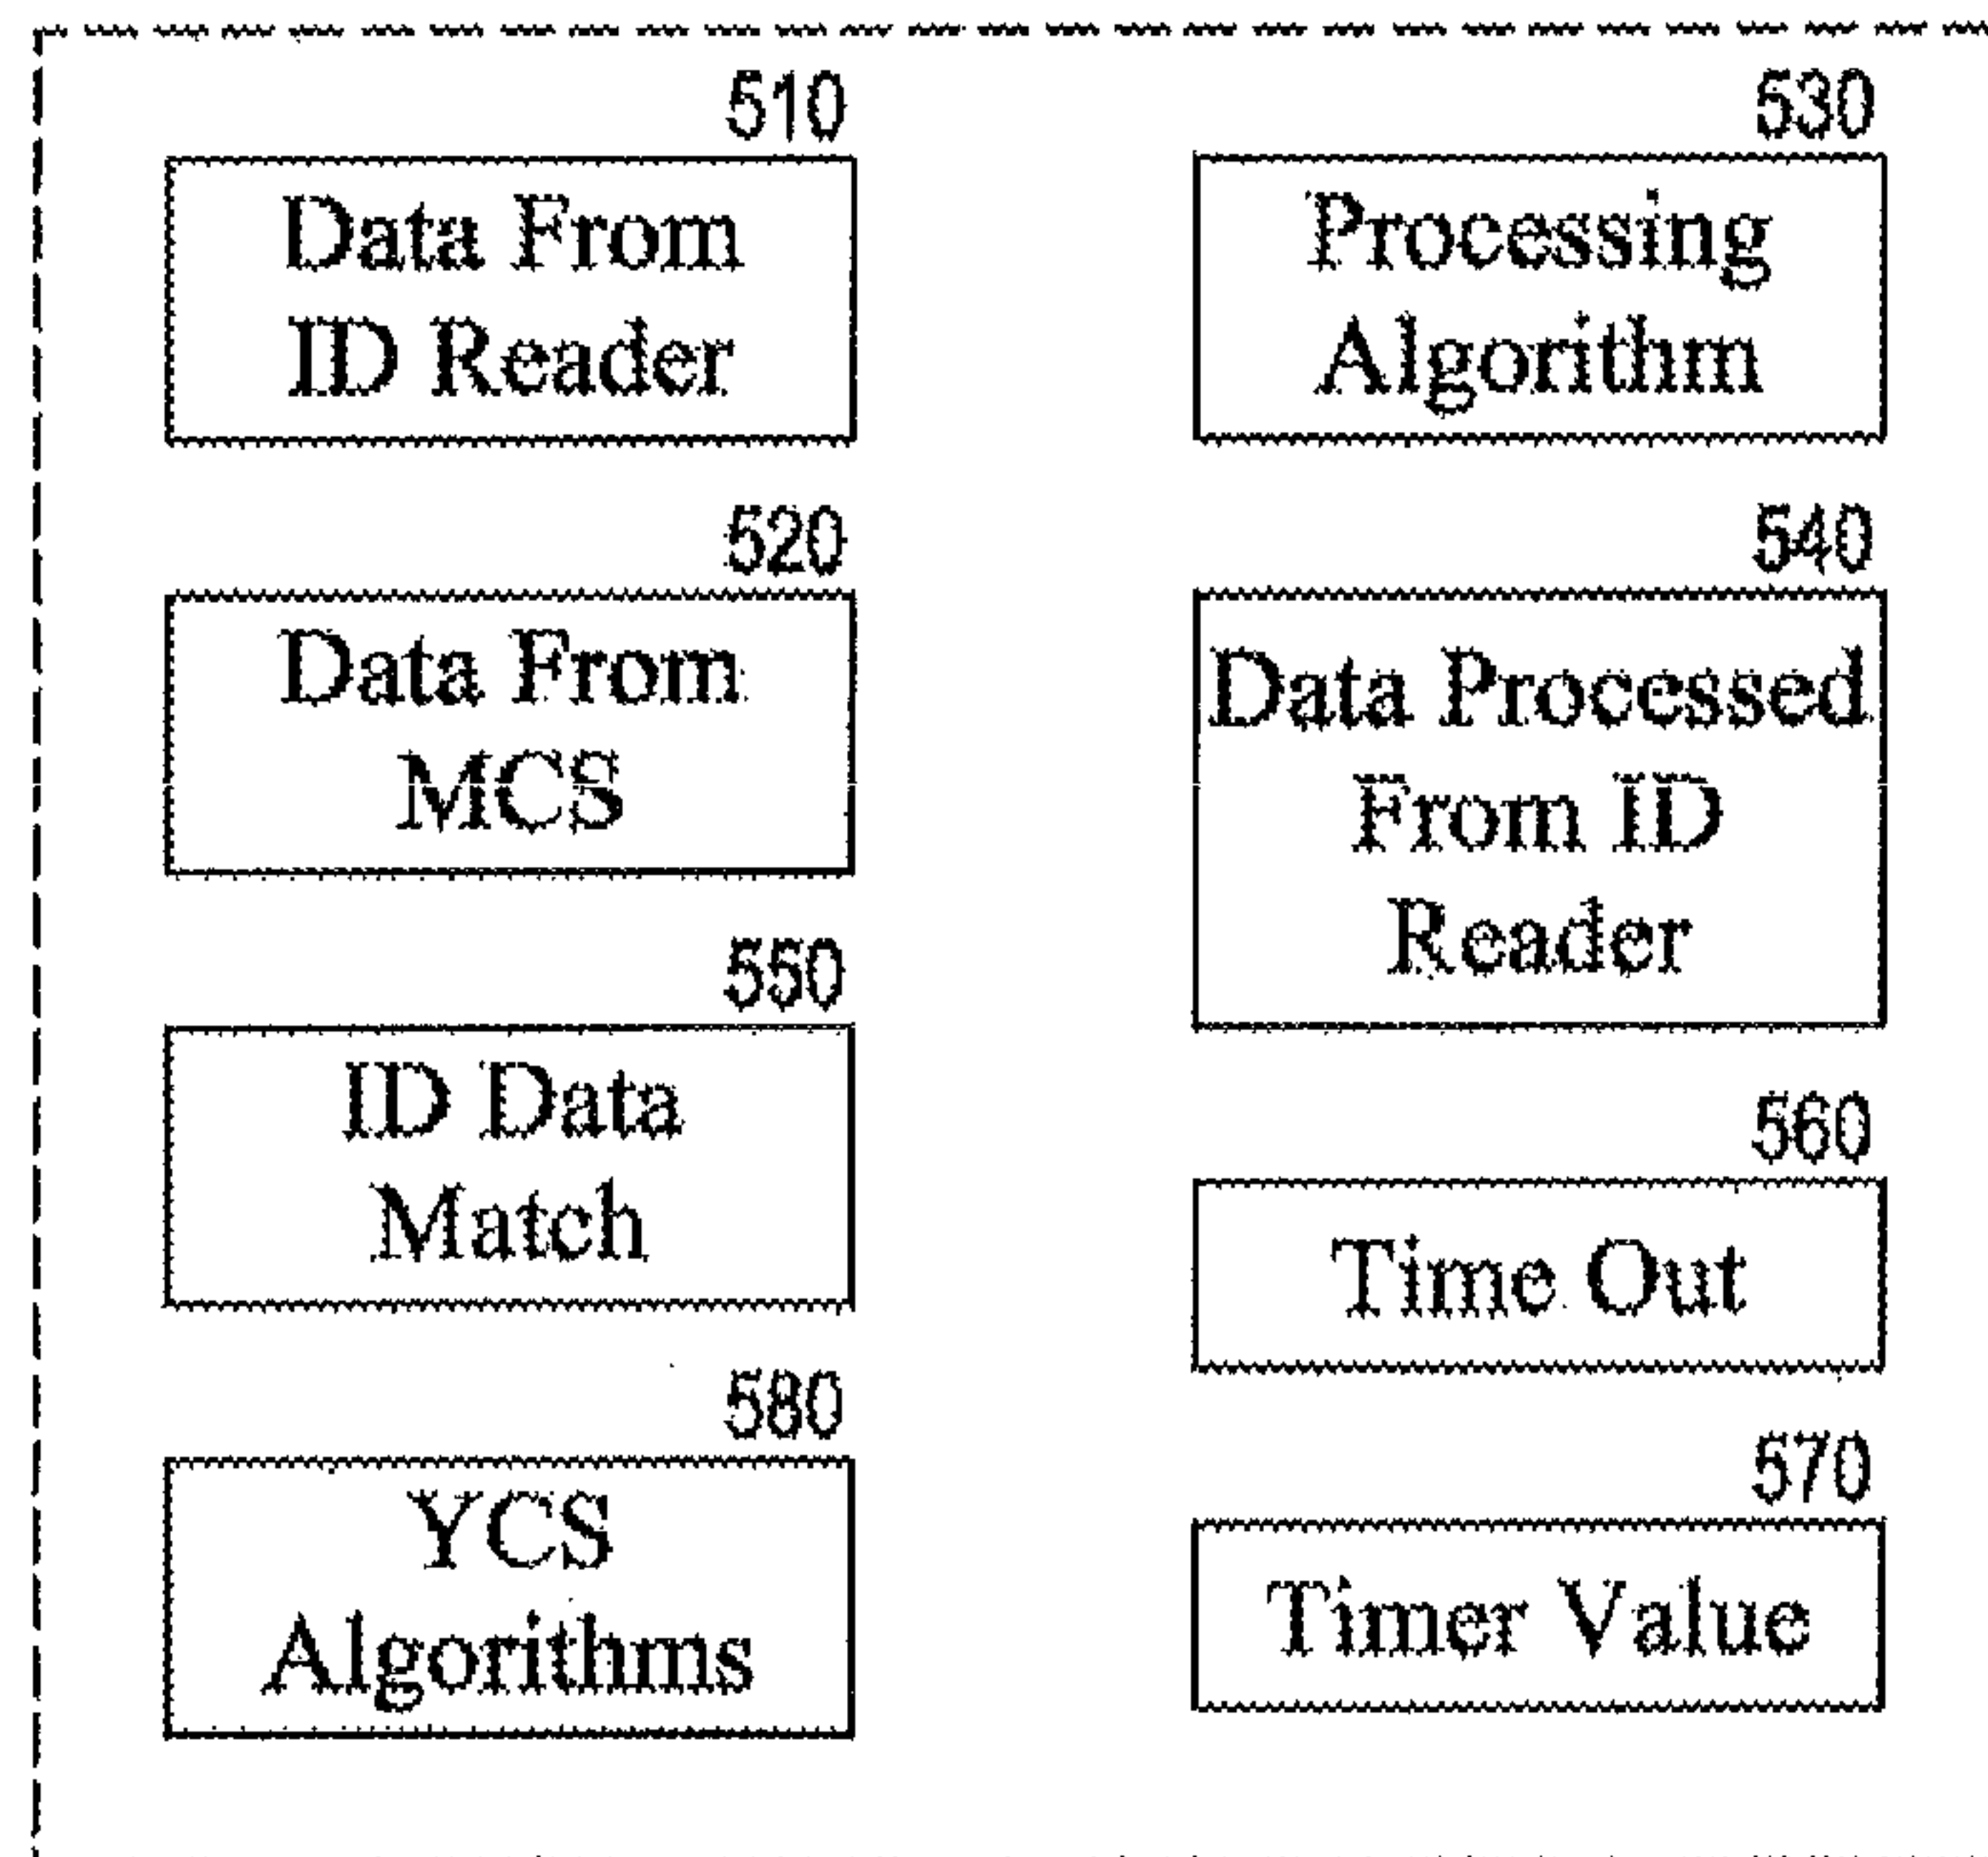 510
Data From
ID Reader
530
Processing
Algorithm
520
Data From
MCS
540
Data Processed
From ID
Reader
550
ID Data
Match
560
Time Out
580
YCS
Algorithms
570
Timer Value